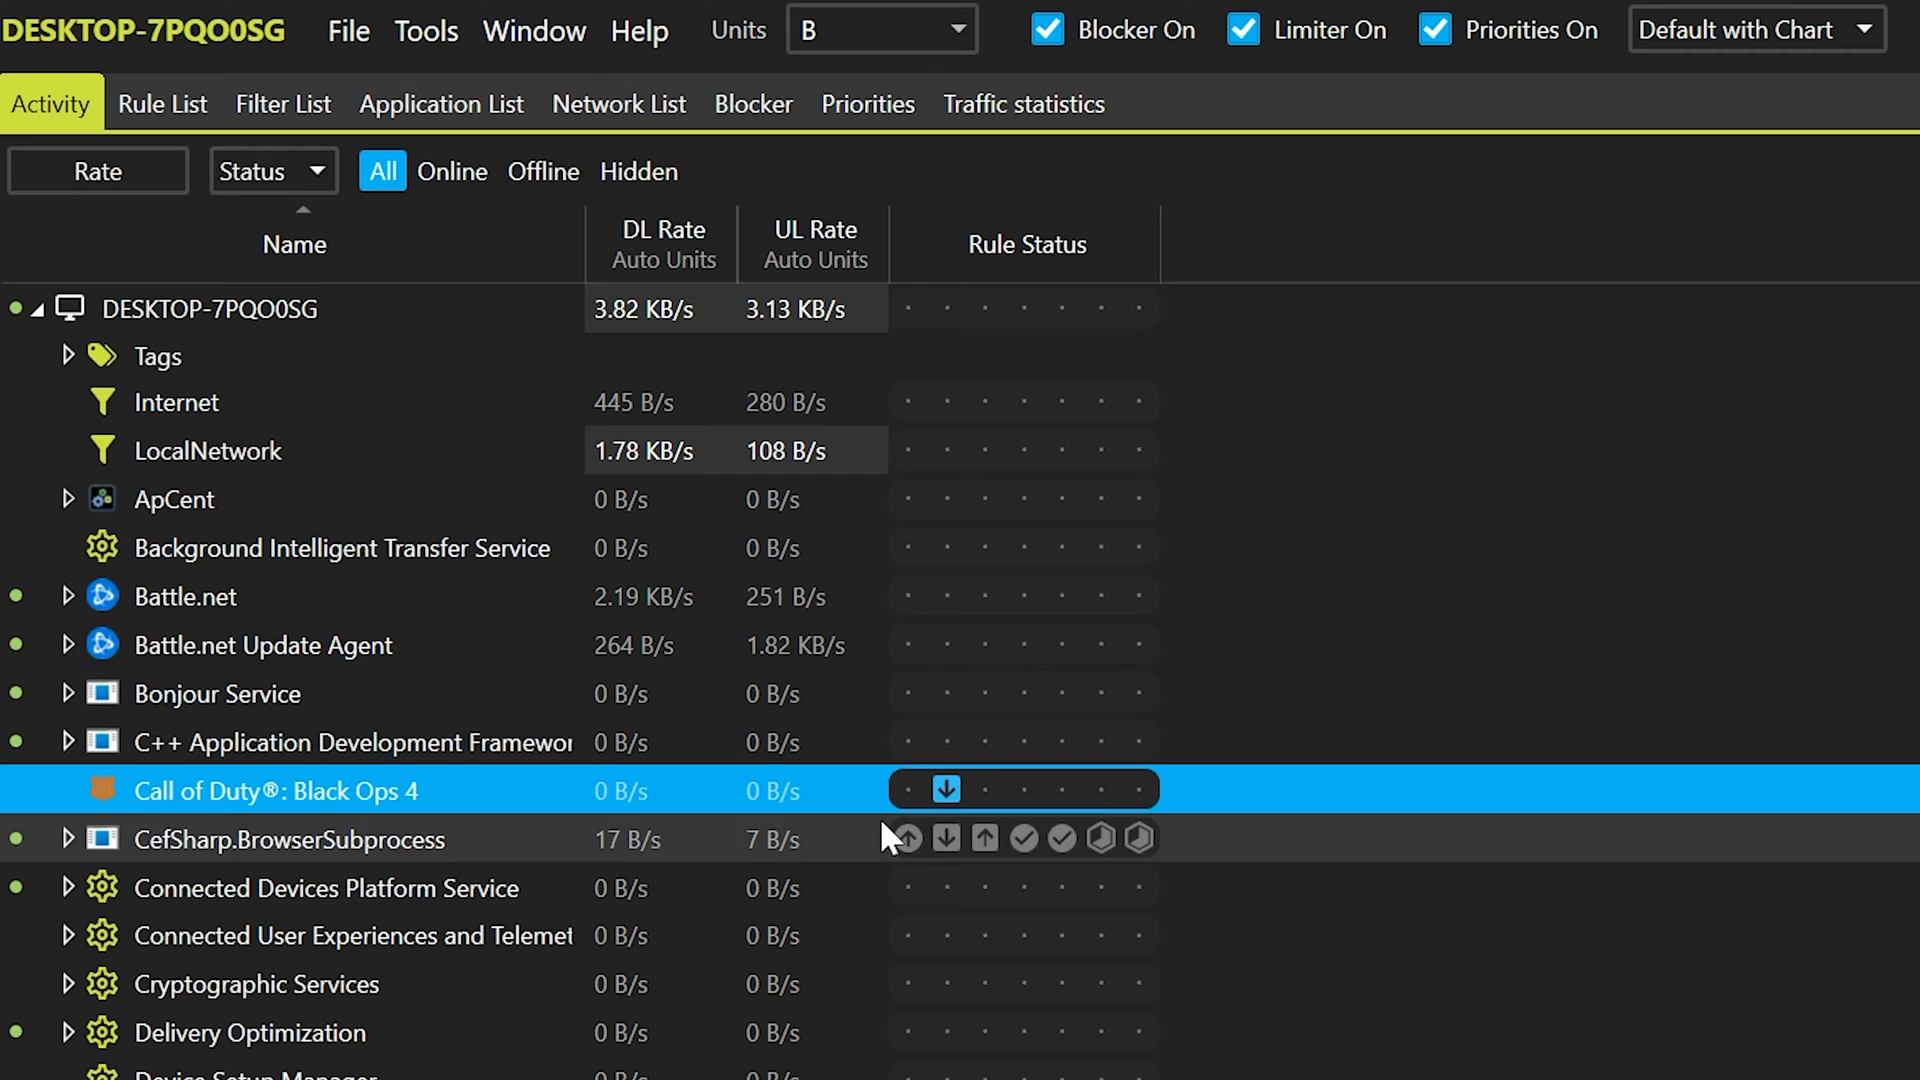 DESKTOP-7PQO0SG File Tools Window Help Units B Blocker On Limiter On Priorities On Default with Chart
Activity Rule List Filter List Application List Network List Blocker Priorities Traffic statistics
Rate Status All Online Offline Hidden
Name DL Rate Auto Units UL Rate Auto Units Rule Status
DESKTOP-7PQO0SG 3.82 KB/s 3.13 KB/s
Tags
Internet 445 B/s 280 B/s
LocalNetwork 1.78 KB/s 108 B/s
ApCent 0 B/s 0 B/s
Background Intelligent Transfer Service 0 B/s 0 B/s
Battle.net 2.19 KB/s 251 B/s
Battle.net Update Agent 264 B/s 1.82 KB/s
Bonjour Service 0 B/s 0 B/s
C++ Application Development Framewor 0 B/s 0 B/s
Call of Duty®: Black Ops 4 0 B/s 0 B/s
CefSharp.BrowserSubprocess 17 B/s 7 B/s
Connected Devices Platform Service 0 B/s 0 B/s
Connected User Experiences and Telemet 0 B/s 0 B/s
Cryptographic Services 0 B/s 0 B/s
Delivery Optimization 0 B/s 0 B/s
Device Setup Manager 0 B/s 0 B/s